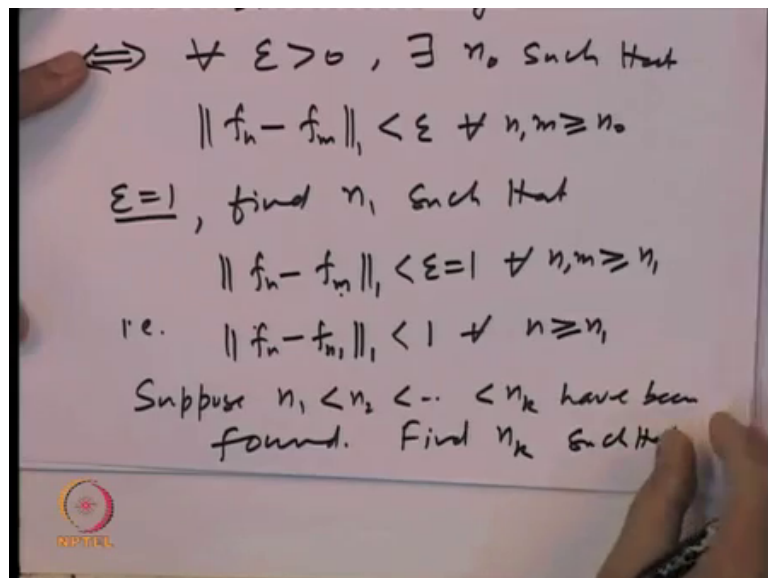 ⟺ ∀ ε>0, ∃ n₀ such that
‖fₙ − fₘ‖₁ < ε ∀ n,m ≥ n₀
ε=1, find n₁ such that
‖fₙ − fₘ‖₁ < ε=1 ∀ n,m ≥ n₁
i.e. ‖fₙ − fₙ₁‖₁ < 1 ∀ n ≥ n₁
Suppose n₁ < n₂ < -- < nₖ have been
found. Find nₖ such
NPTEL